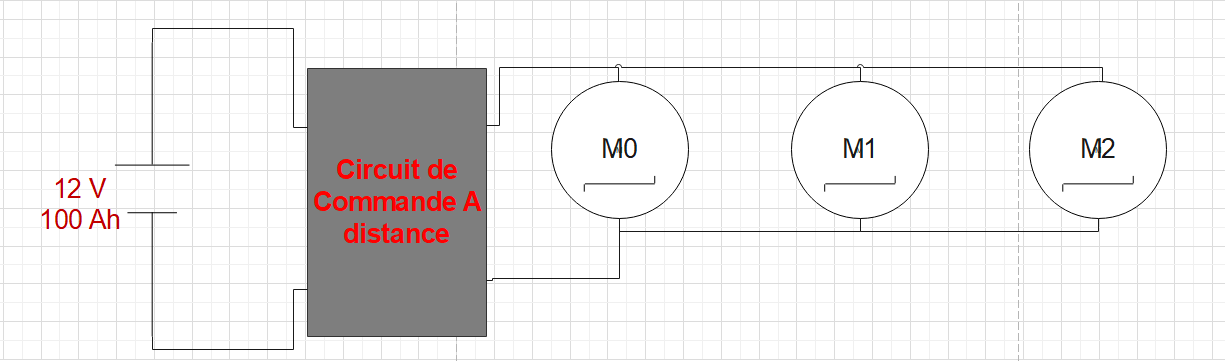 12 V
100 Ah
Circuit de
Commande A
distance
M0
M1
M2